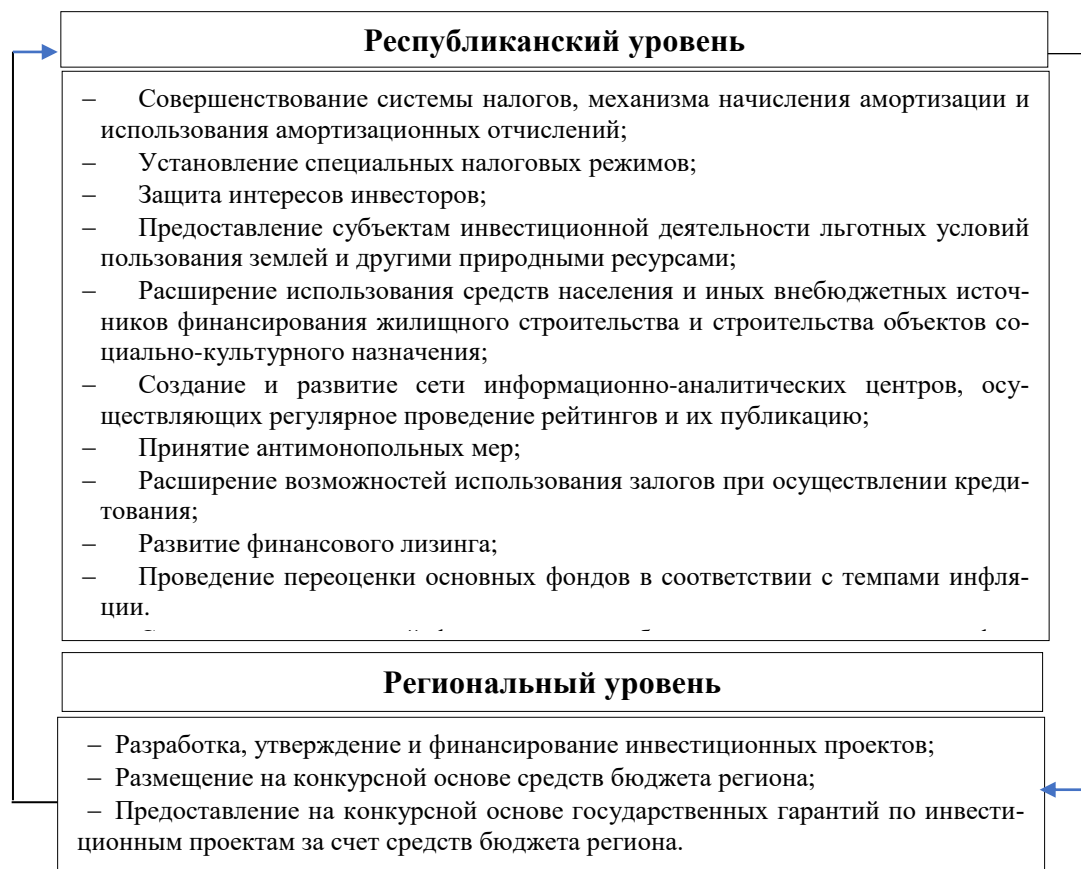 Республиканский уровень
– Совершенствование системы налогов, механизма начисления амортизации и
использования амортизационных отчислений;
– Установление специальных налоговых режимов;
– Защита интересов инвесторов;
– Предоставление субъектам инвестиционной деятельности льготных условий
пользования землей и другими природными ресурсами;
– Расширение использования средств населения и иных внебюджетных источ-
ников финансирования жилищного строительства и строительства объектов со-
циально-культурного назначения;
– Создание и развитие сети информационно-аналитических центров, осу-
ществляющих регулярное проведение рейтингов и их публикацию;
– Принятие антимонопольных мер;
– Расширение возможностей использования залогов при осуществлении креди-
тования;
– Развитие финансового лизинга;
– Проведение переоценки основных фондов в соответствии с темпами инфля-
ции.
Региональный уровень
– Разработка, утверждение и финансирование инвестиционных проектов;
– Размещение на конкурсной основе средств бюджета региона;
– Предоставление на конкурсной основе государственных гарантий по инвести-
ционным проектам за счет средств бюджета региона.